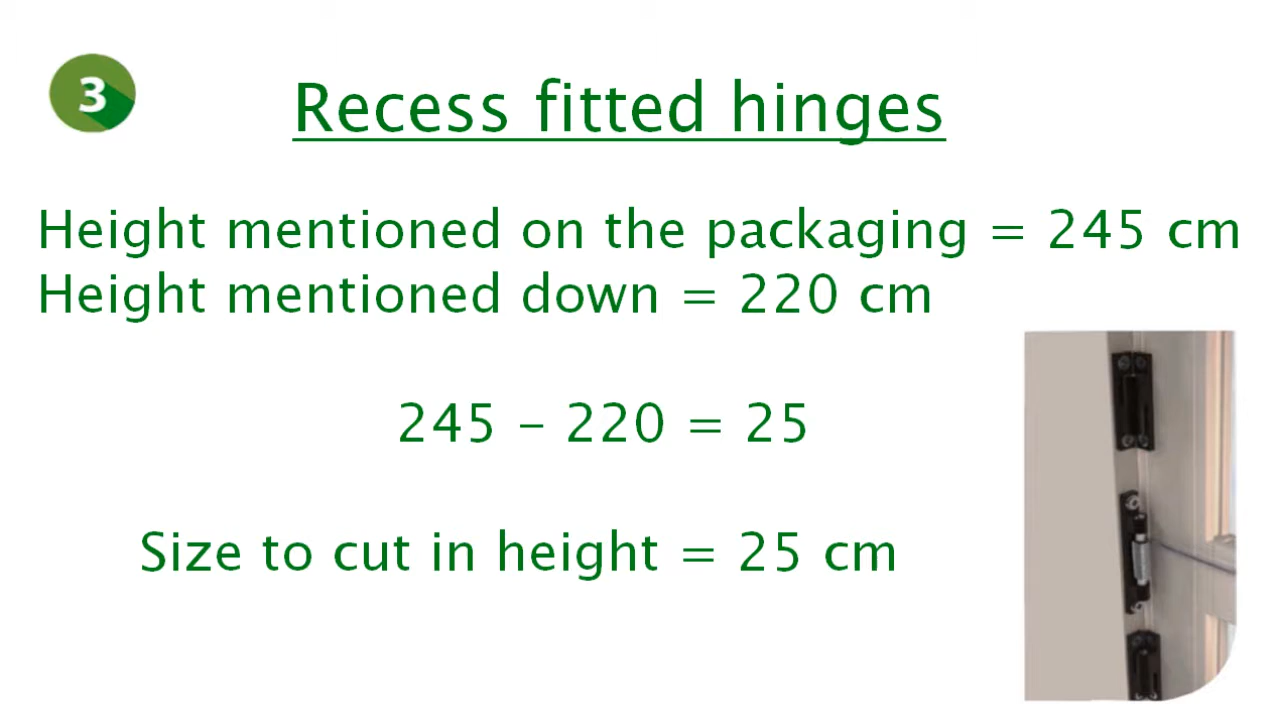 3
Recess fitted hinges
Height mentioned on the packaging = 245 cm
Height mentioned down = 220 cm
245 – 220 = 25
Size to cut in height = 25 cm